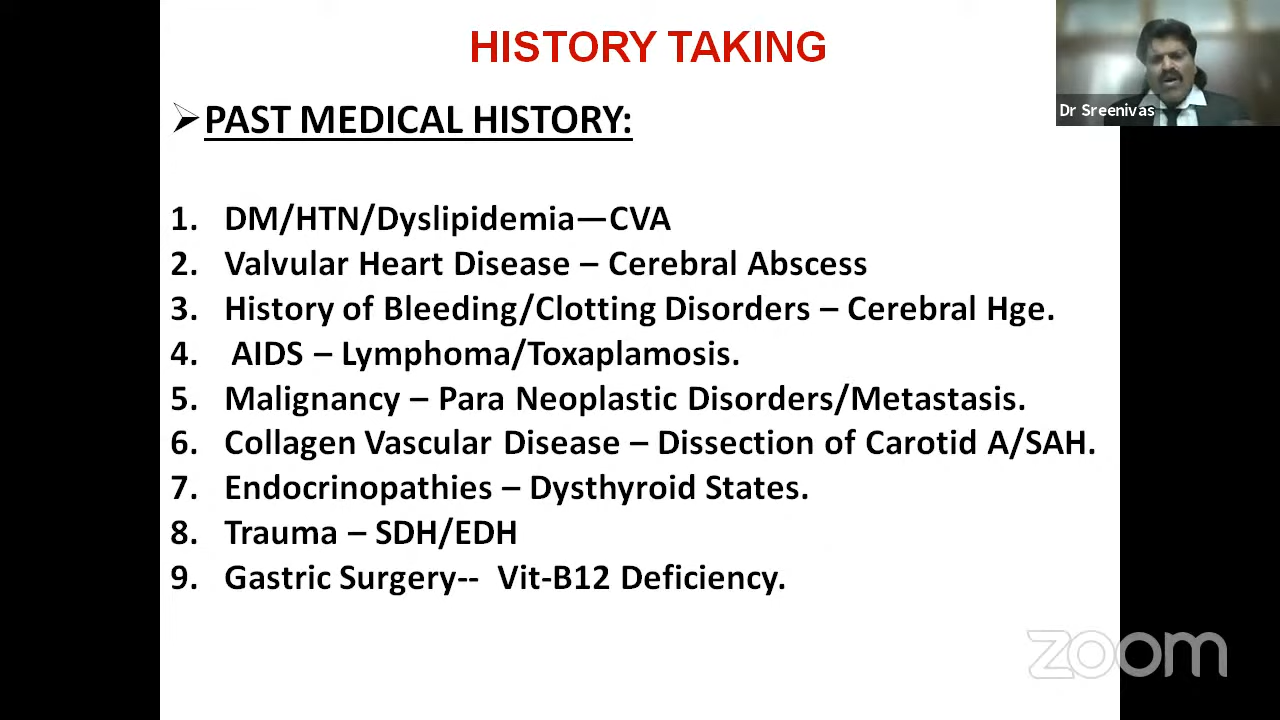 HISTORY TAKING
Dr Sreenivas
PAST MEDICAL HISTORY:
1. DM/HTN/Dyslipidemia—CVA
2. Valvular Heart Disease – Cerebral Abscess
3. History of Bleeding/Clotting Disorders – Cerebral Hge.
4. AIDS – Lymphoma/Toxaplamosis.
5. Malignancy – Para Neoplastic Disorders/Metastasis.
6. Collagen Vascular Disease – Dissection of Carotid A/SAH.
7. Endocrinopathies – Dysthyroid States.
8. Trauma – SDH/EDH
9. Gastric Surgery-- Vit-B12 Deficiency.
zoom